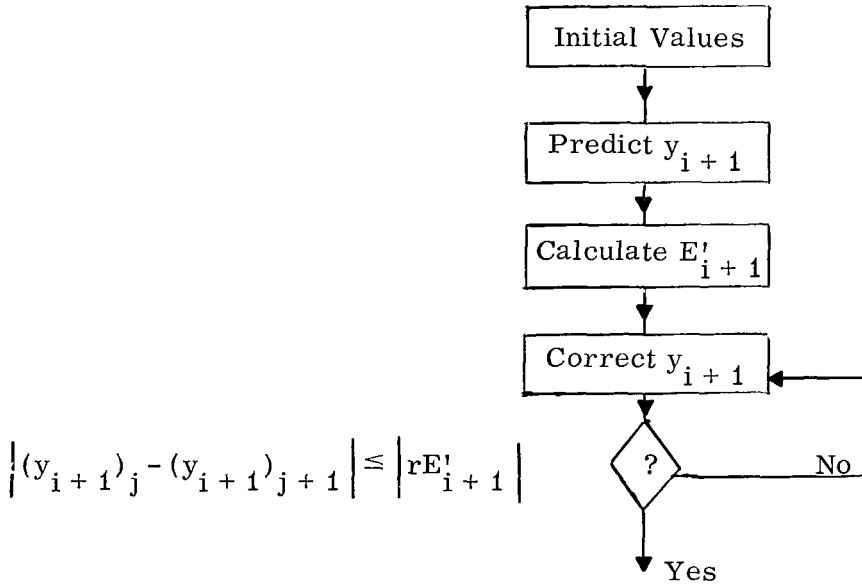 Initial Values
Predict y_{i + 1}
Calculate E!_{i + 1}
Correct y_{i + 1}
|(y_{i + 1})_j - (y_{i + 1})_{j + 1}| ≤ |rE!_{i + 1}|
?
No
Yes